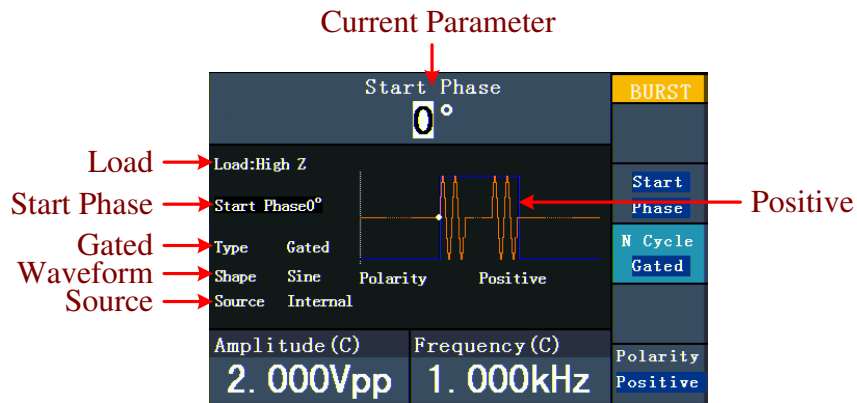 Current Parameter
Start Phase
0°
BURST
Load
Load:High Z
Start Phase
Start Phase0°
Start
Phase
Positive
Gated
Type Gated
N Cycle
Gated
Waveform
Shape Sine
Polarity Positive
Source
Source Internal
Amplitude(C)
Frequency(C)
2.000Vpp
1.000kHz
Polarity
Positive